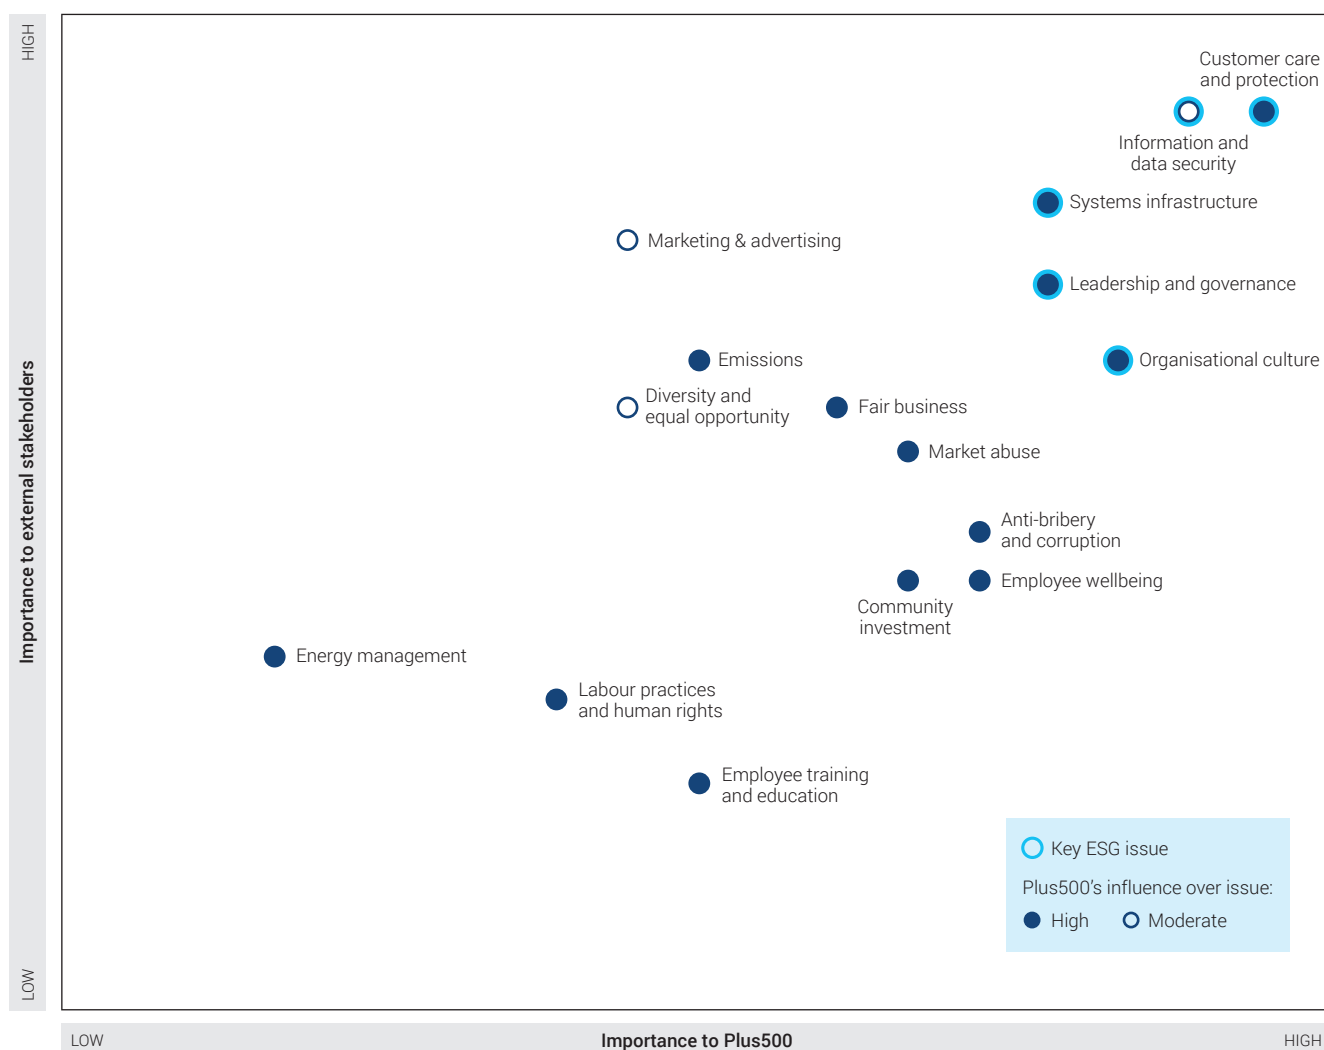 HIGH
Customer care
and protection
Information and
data security
Systems infrastructure
Marketing & advertising
Leadership and governance
Emissions
Organisational culture
Diversity and
equal opportunity
Fair business
Market abuse
Anti-bribery
and corruption
Employee wellbeing
Community
investment
Importance to external stakeholders
Energy management
Labour practices
and human rights
Employee training
and education
Key ESG issue
Plus500's influence over issue:
High
Moderate
LOW
LOW
Importance to Plus500
HIGH